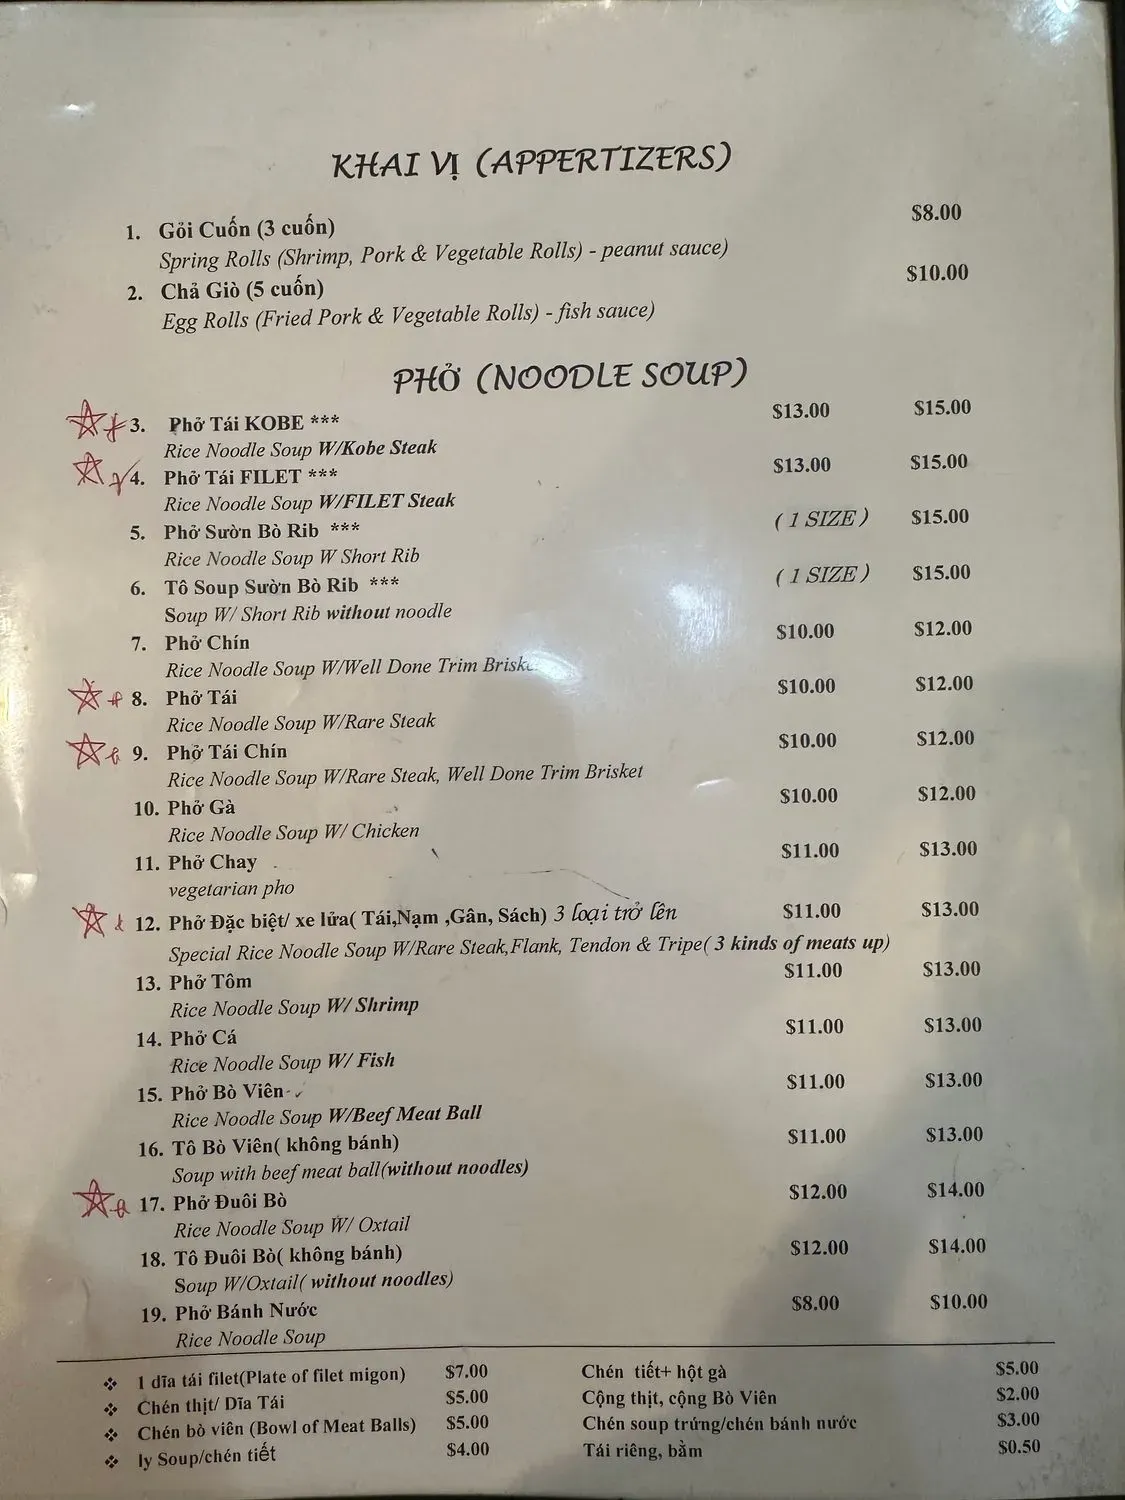 KHAI VỊ (APPERTIZERS)
1. Gỏi Cuốn (3 cuốn) $8.00
Spring Rolls (Shrimp, Pork & Vegetable Rolls) - peanut sauce)
2. Chả Giò (5 cuốn) $10.00
Egg Rolls (Fried Pork & Vegetable Rolls) - fish sauce)
PHỞ (NOODLE SOUP)
3. Phở Tái KOBE *** $13.00 $15.00
Rice Noodle Soup W/Kobe Steak
4. Phở Tái FILET *** $13.00 $15.00
Rice Noodle Soup W/FILET Steak
5. Phở Sườn Bò Rib *** ( 1 SIZE ) $15.00
Rice Noodle Soup W Short Rib
6. Tô Soup Sườn Bò Rib *** ( 1 SIZE ) $15.00
Soup W/ Short Rib without noodle
7. Phở Chín $10.00 $12.00
Rice Noodle Soup W/Well Done Trim
8. Phở Tái $10.00 $12.00
Rice Noodle Soup W/Rare Steak
9. Phở Tái Chín $10.00 $12.00
Rice Noodle Soup W/Rare Steak, Well Done Trim Brisket
10. Phở Gà $10.00 $12.00
Rice Noodle Soup W/ Chicken
11. Phở Chay $11.00 $13.00
vegetarian pho
12. Phở Đặc biệt/ xe lửa( Tái,Nạm ,Gân, Sách) 3 loại trở lên $11.00 $13.00
Special Rice Noodle Soup W/Rare Steak,Flank, Tendon & Tripe( 3 kinds of meats up)
13. Phở Tôm $11.00 $13.00
Rice Noodle Soup W/ Shrimp
14. Phở Cá $11.00 $13.00
Rice Noodle Soup W/ Fish
15. Phở Bò Viên $11.00 $13.00
Rice Noodle Soup W/Beef Meat Ball
16. Tô Bò Viên( không bánh) $11.00 $13.00
Soup with beef meat ball(without noodles)
17. Phở Đuôi Bò $12.00 $14.00
Rice Noodle Soup W/ Oxtail
18. Tô Đuôi Bò( không bánh) $12.00 $14.00
Soup W/Oxtail( without noodles)
19. Phở Bánh Nước $8.00 $10.00
Rice Noodle Soup
❖ 1 dĩa tái filet(Plate of filet migon) $7.00 Chén tiết+ hột gà $5.00
❖ Chén thịt/ Dĩa Tái $5.00 Cộng thịt, cộng Bò Viên $2.00
❖ Chén bò viên (Bowl of Meat Balls) $5.00 Chén soup trứng/chén bánh nước $3.00
❖ ly Soup/chén tiết $4.00 Tái riêng, bằm $0.50